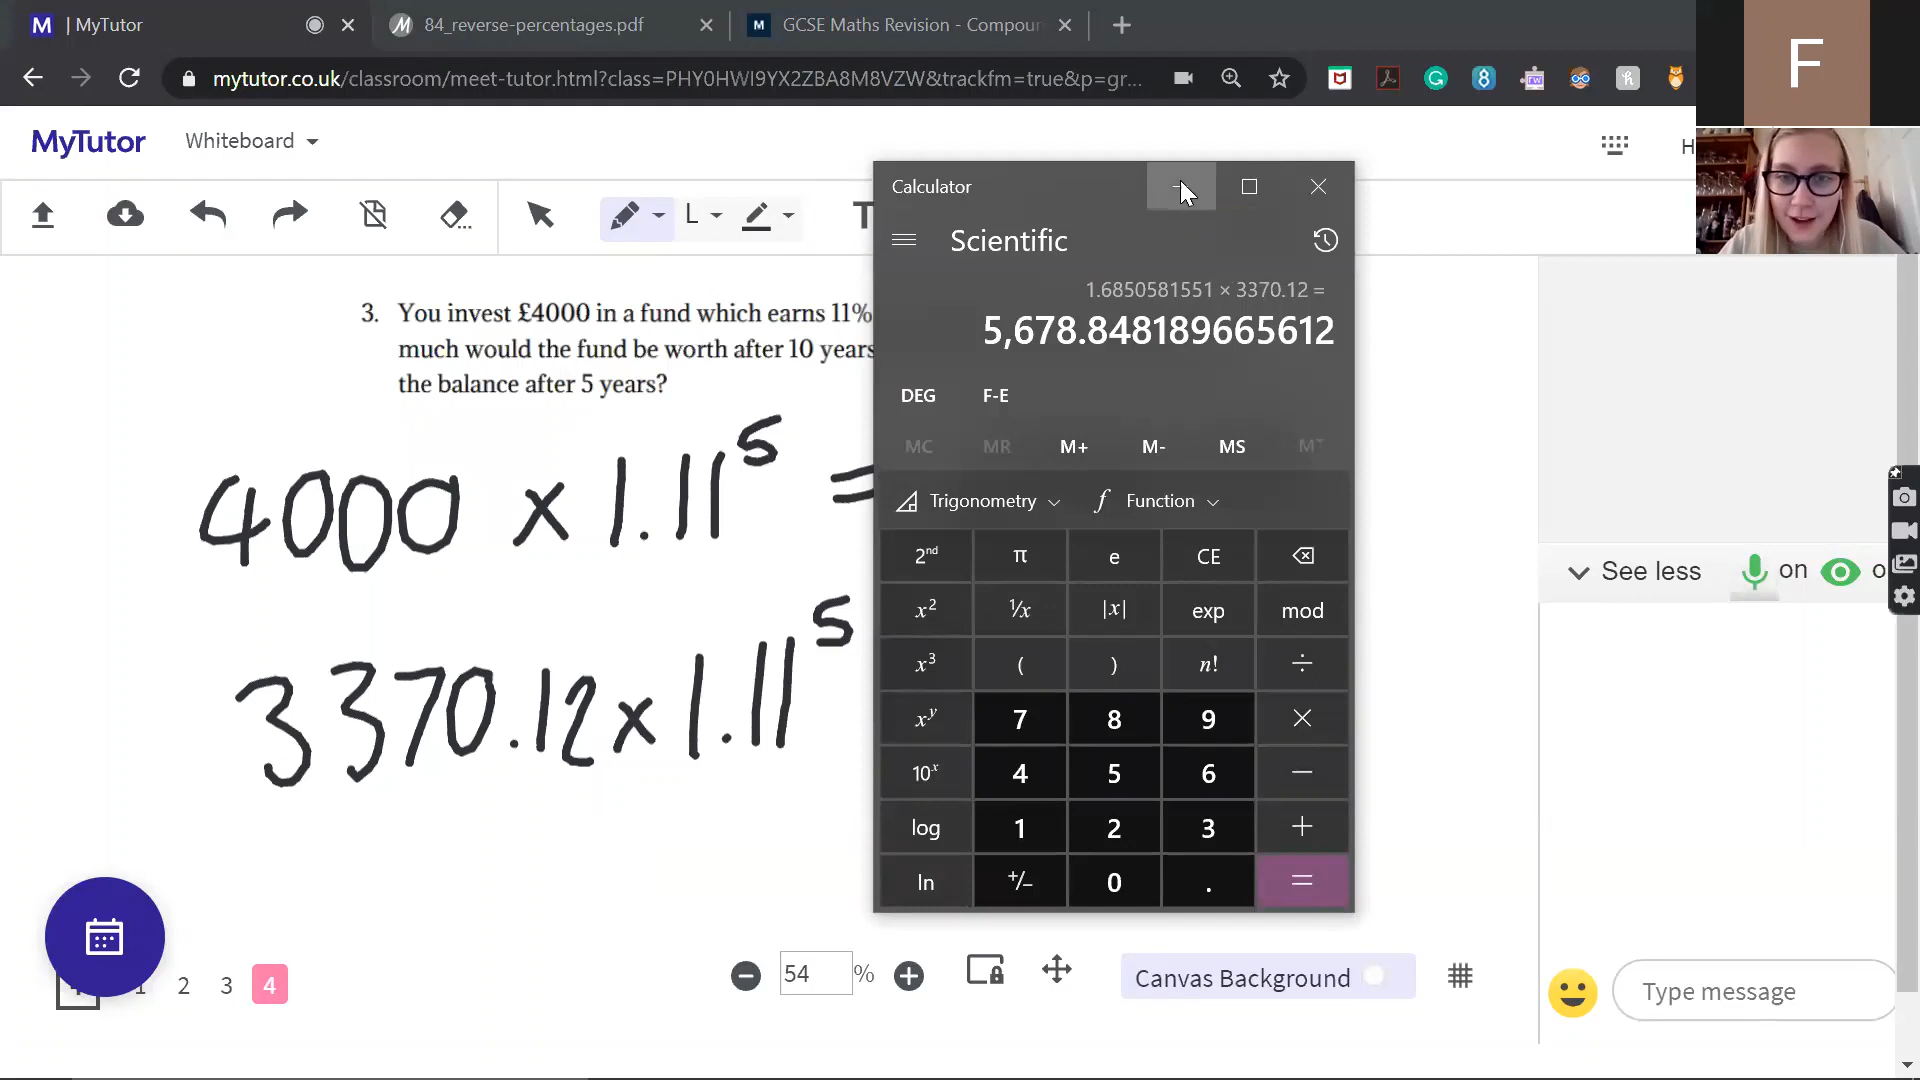 M | MyTutor
84_reverse-percentages.pdf
M GCSE Maths Revision - Compour
mytutor.co.uk/classroom/meet-tutor.html?class=PHY0HWI9YX2ZBA8M8VZW&trackfm=true&p=gr...
F
MyTutor Whiteboard
H
L
T
3. You invest £4000 in a fund which earns 11%
much would the fund be worth after 10 years
the balance after 5 years?
4000 x 1.11⁵ =
3370.12 x 1.11⁵
Calculator
Scientific
1.6850581551 × 3370.12 =
5,678.848189665612
DEG F-E
MC MR M+ M- MS M
Trigonometry f Function
2ⁿᵈ π e CE
x² ¹/x |x| exp mod
x³ ( ) n! ÷
xʸ 7 8 9 ×
10ˣ 4 5 6 −
log 1 2 3 +
ln +/− 0 . =
See less on o
1 2 3 4
54 %
Canvas Background
Type message